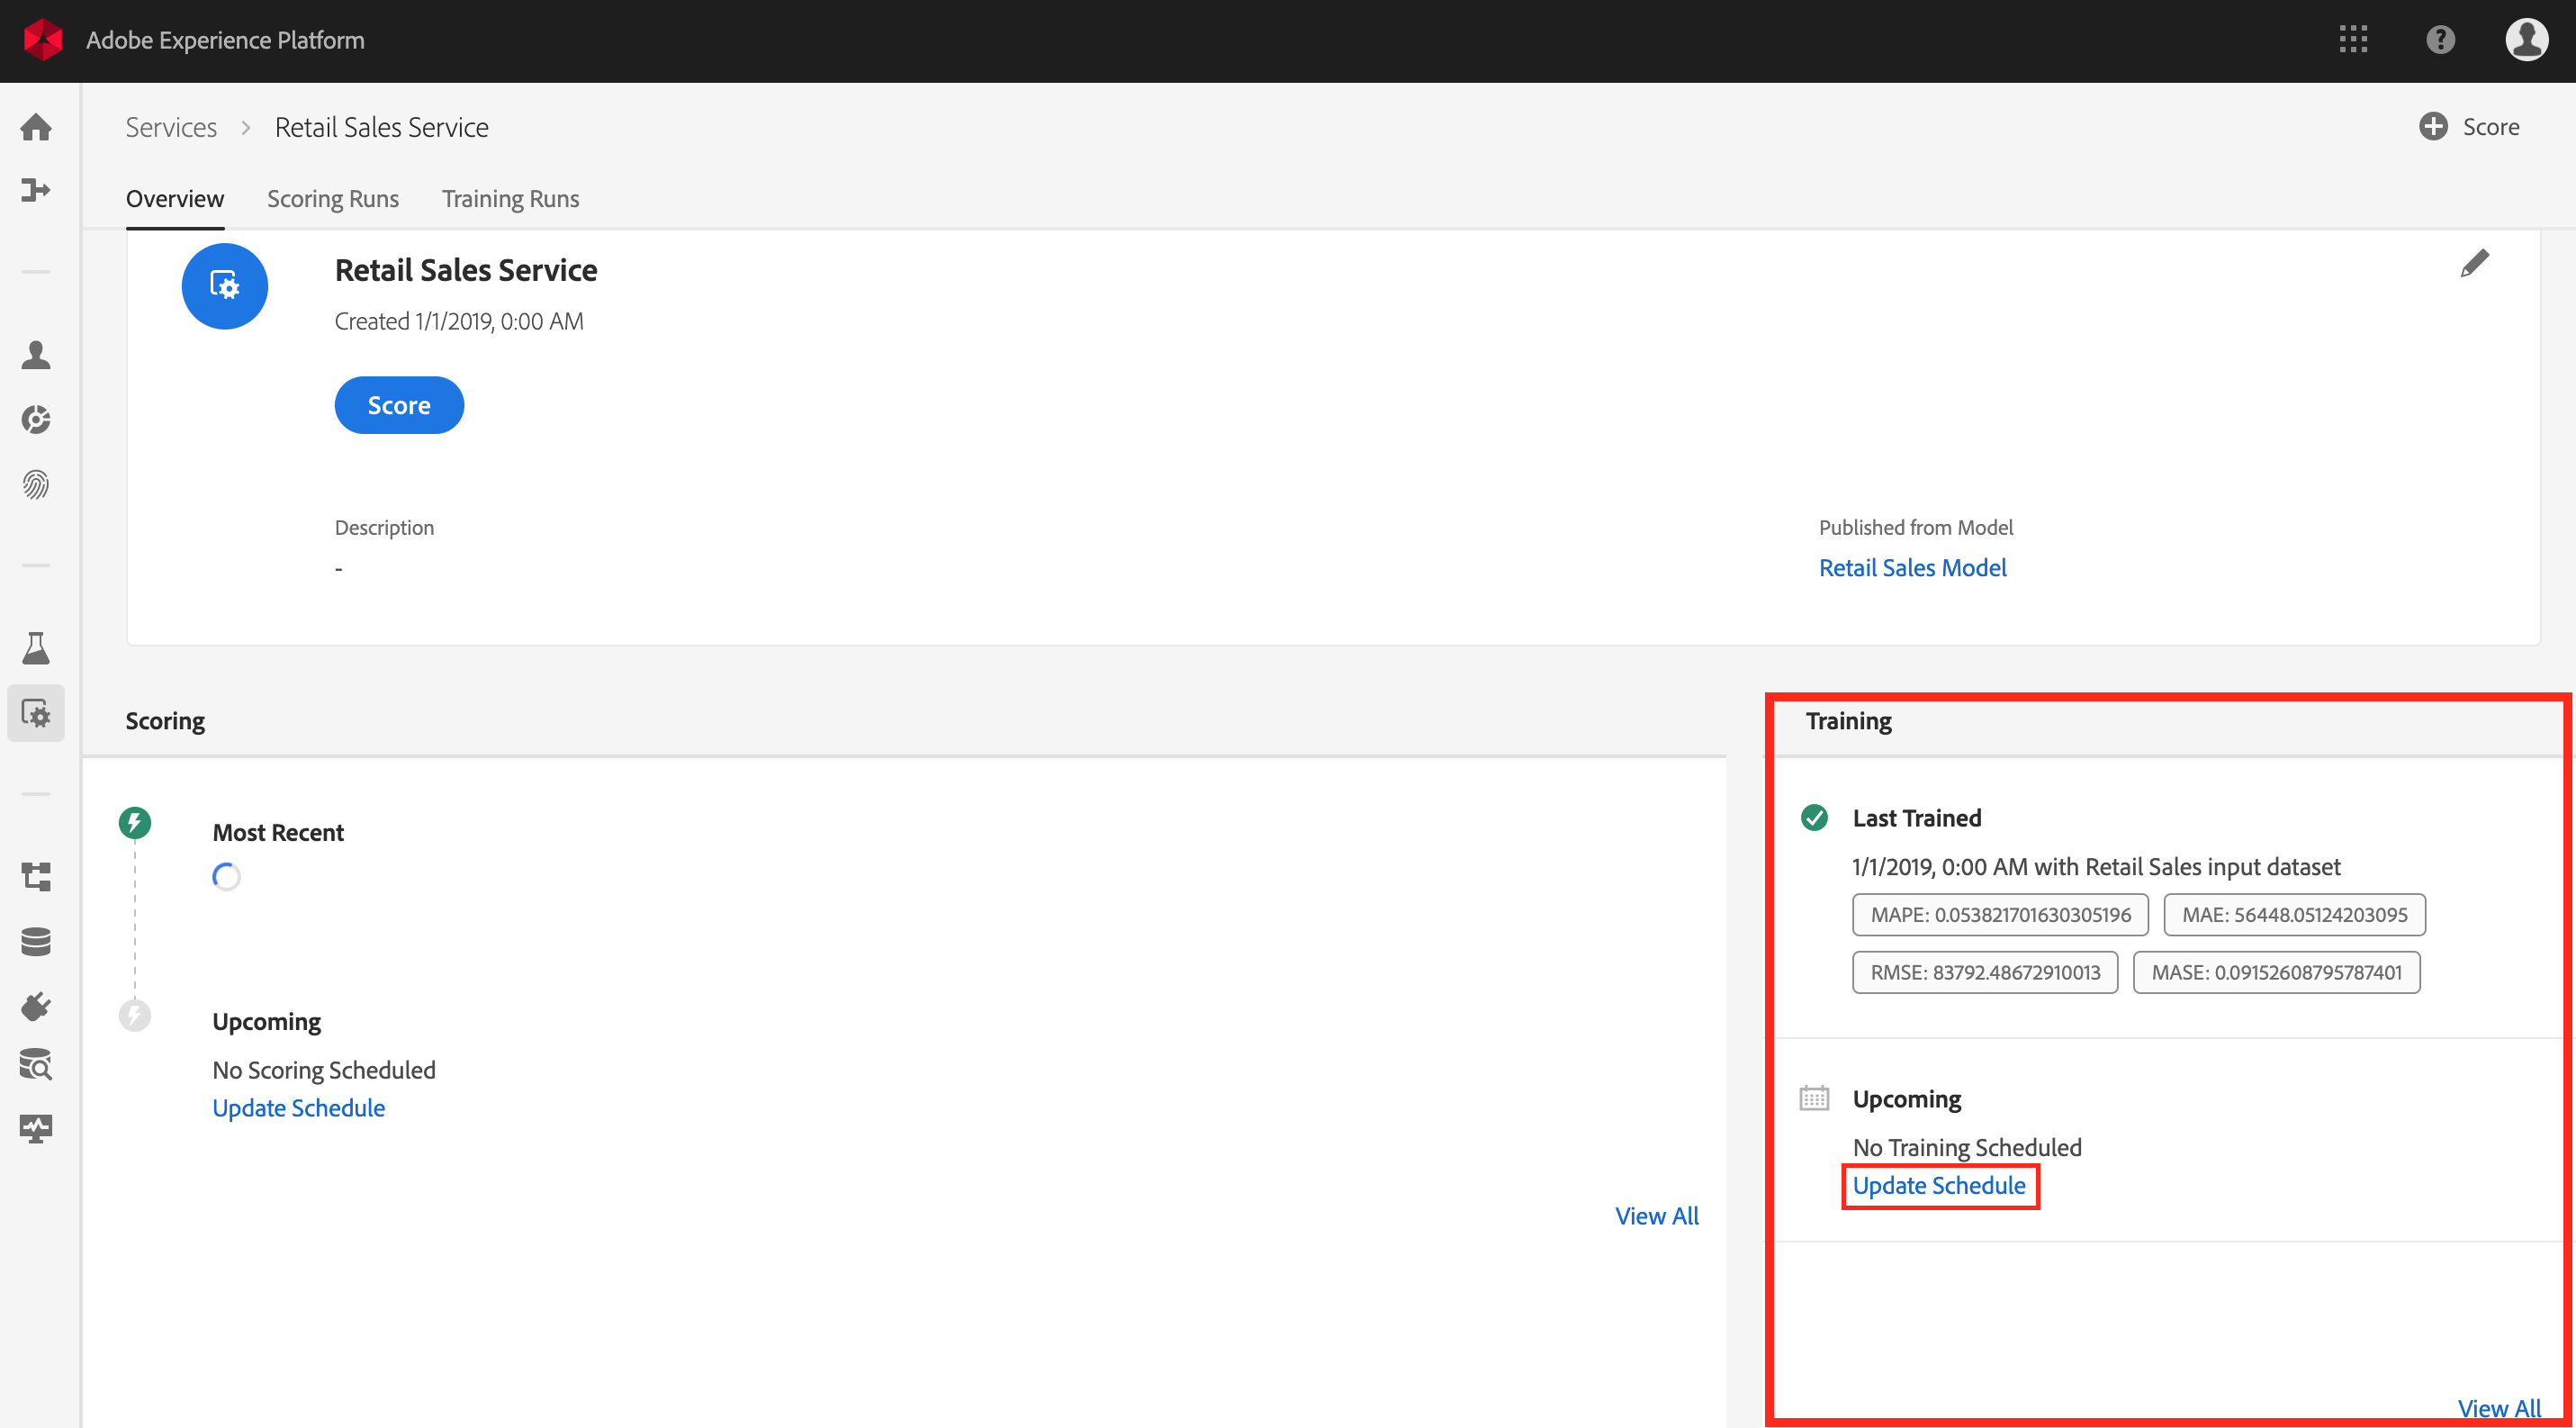 Adobe Experience Platform
?
Services > Retail Sales Service
Score
Overview
Scoring Runs
Training Runs
Retail Sales Service
Created 1/1/2019, 0:00 AM
Score
Description
-
Published from Model
Retail Sales Model
Scoring
Most Recent
Upcoming
No Scoring Scheduled
Update Schedule
View All
Training
Last Trained
1/1/2019, 0:00 AM with Retail Sales input dataset
MAPE: 0.053821701630305196
MAE: 56448.05124203095
RMSE: 83792.48672910013
MASE: 0.09152608795787401
Upcoming
No Training Scheduled
Update Schedule
View All